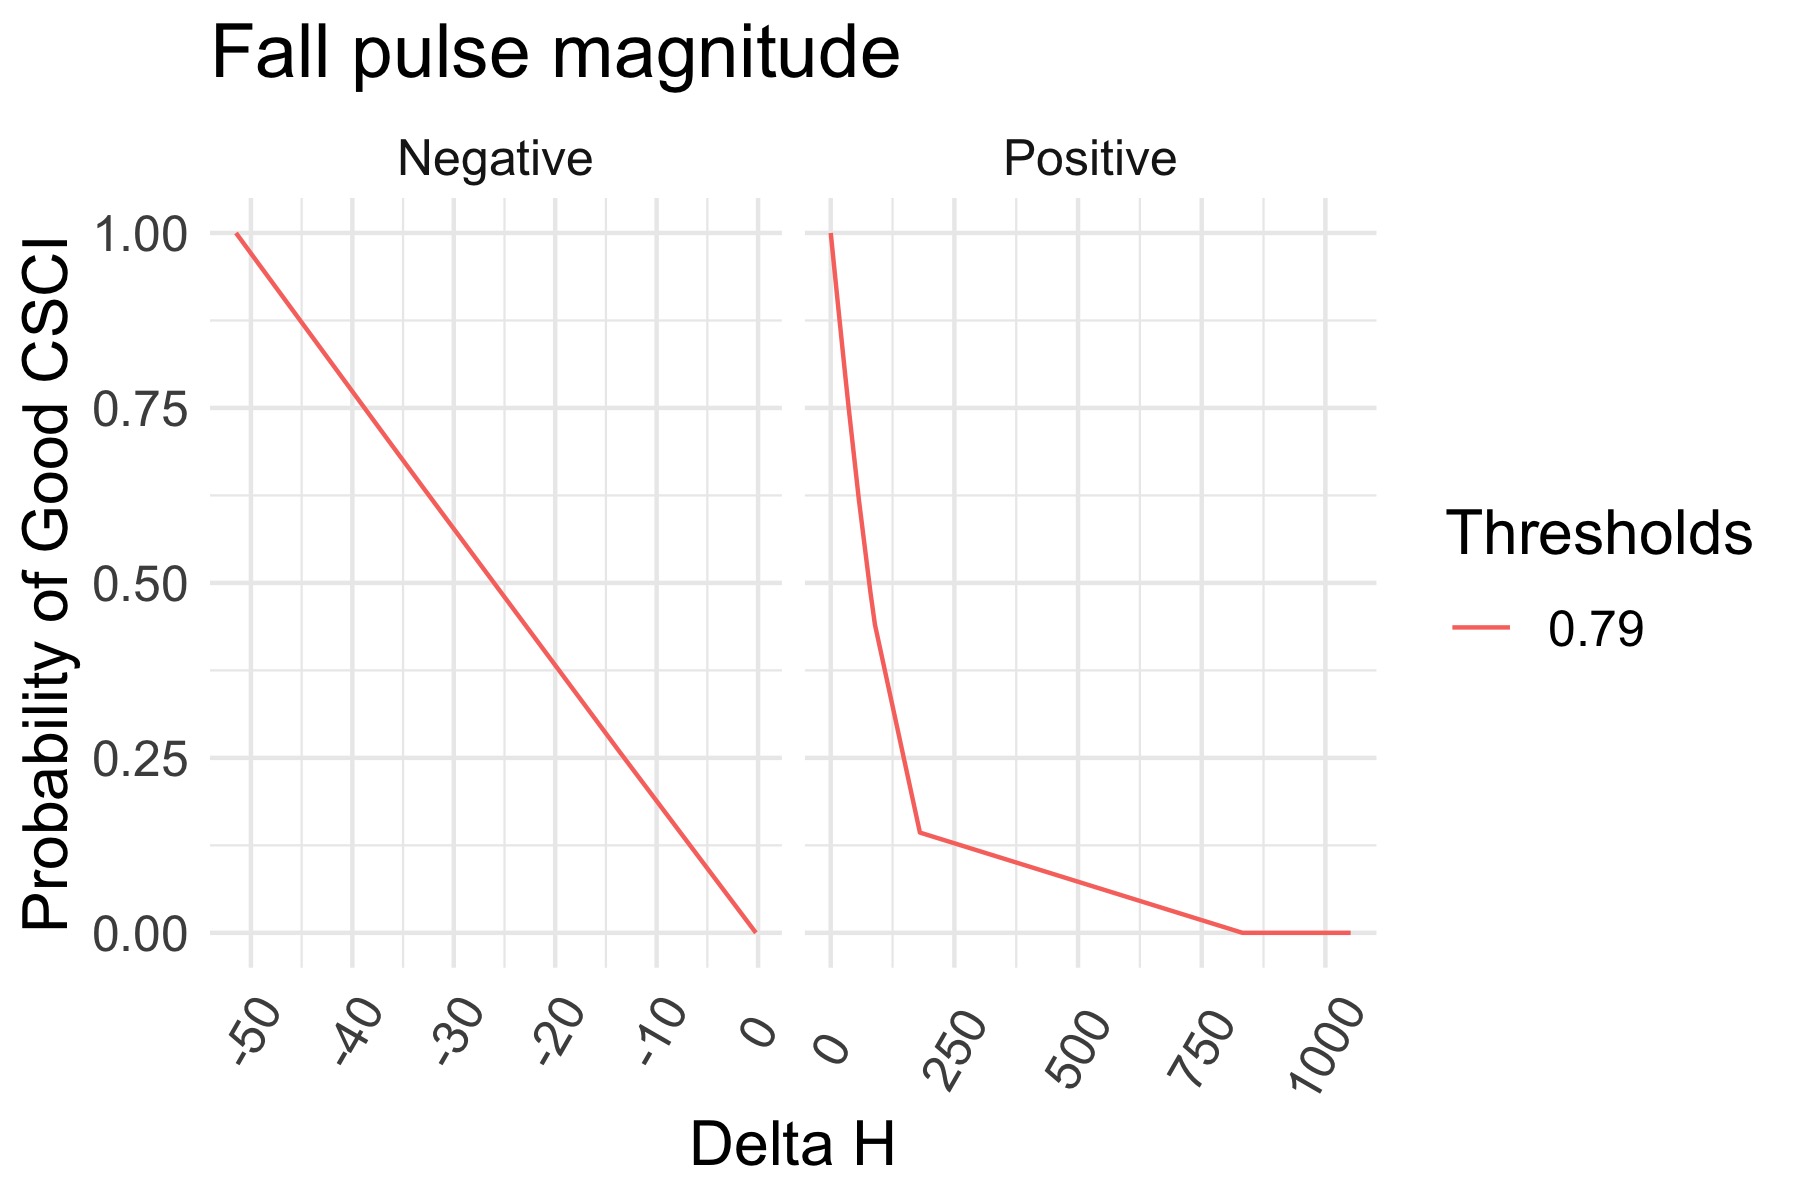 Fall pulse magnitude
Negative
Positive
Probability of Good CSCI
1.00
0.75
0.50
0.25
0.00
-50
-40
-30
-20
-10
0
0
250
500
750
1000
Delta H
Thresholds
0.79